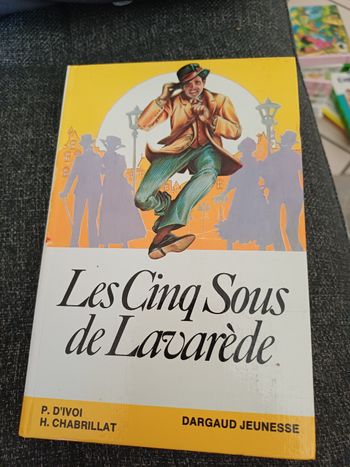 Les Cinq Sous
de Lavarède
P. D'IVOI
H. CHABRILLAT
DARGAUD JEUNESSE